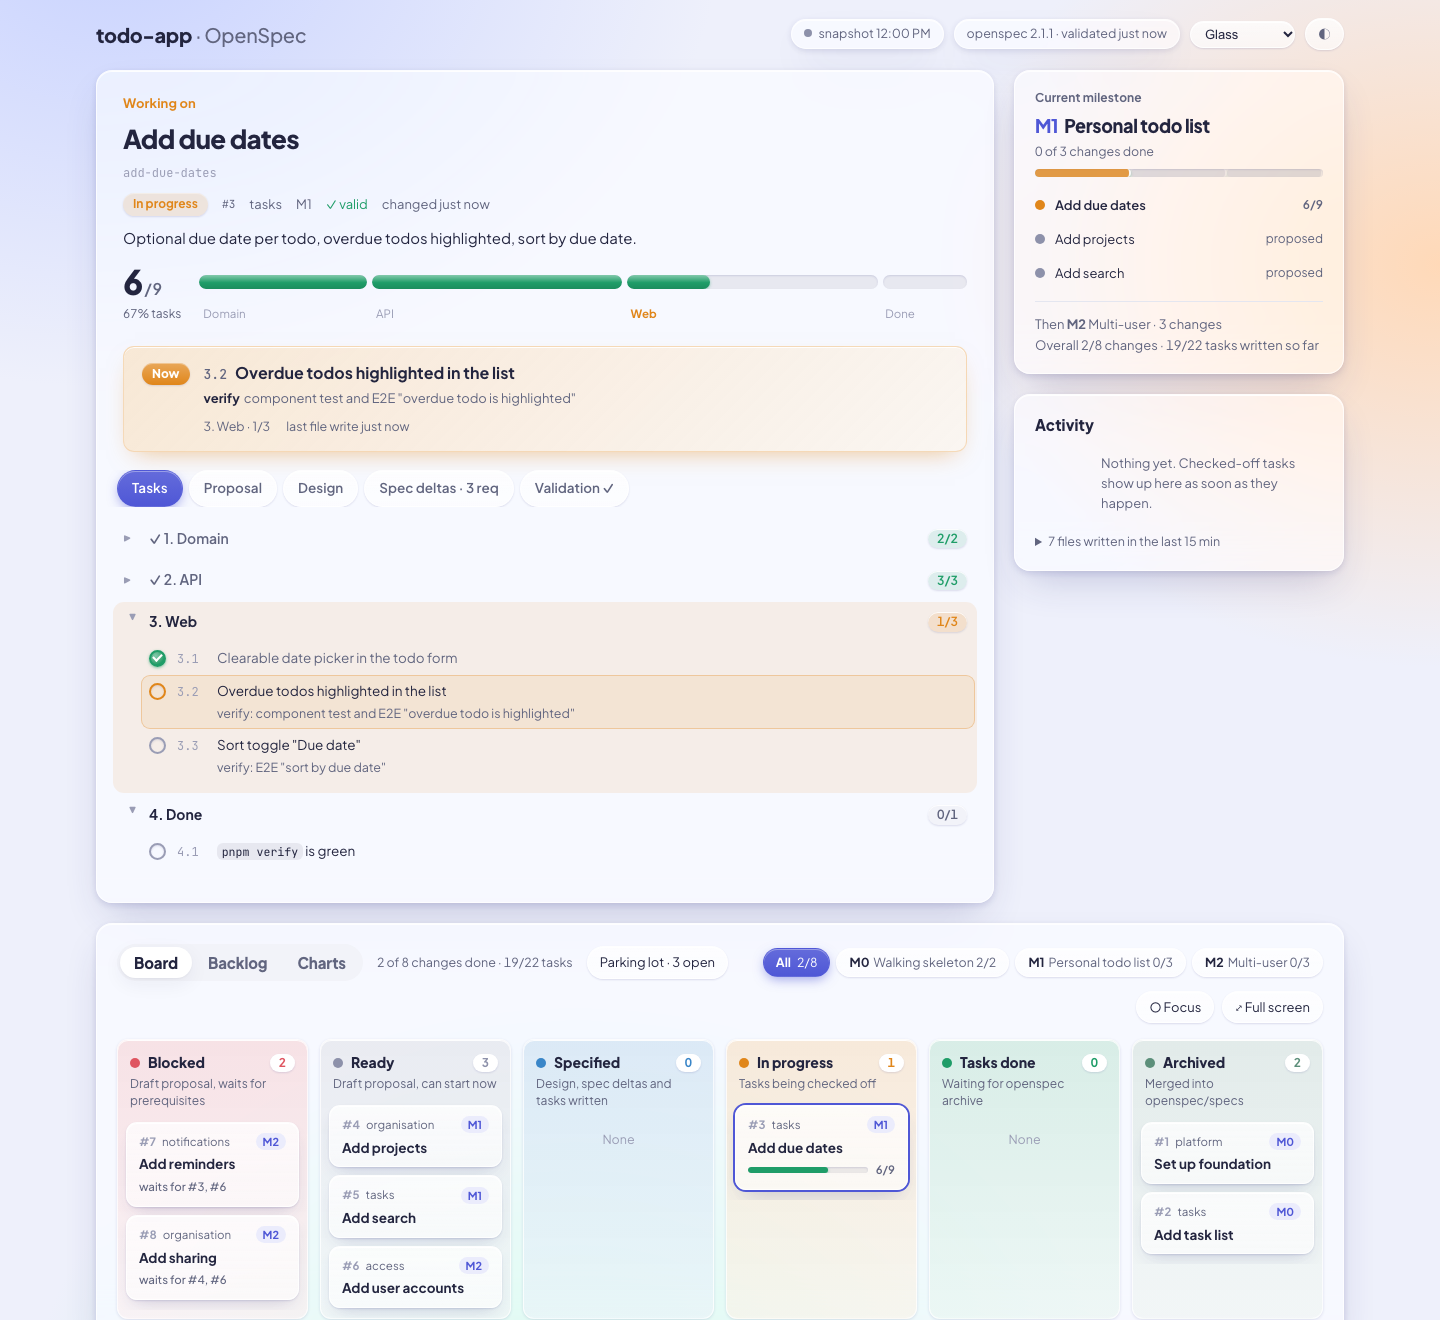 todo-app · OpenSpec
snapshot 12:00 PM
openspec 2.1.1 · validated just now
Glass
Working on
Add due dates
add-due-dates
In progress #3 tasks M1 ✓ valid changed just now
Optional due date per todo, overdue todos highlighted, sort by due date.
6/9
67% tasks
Domain
API
Web
Done
Now
3.2 Overdue todos highlighted in the list
verify component test and E2E "overdue todo is highlighted"
3. Web · 1/3 last file write just now
Tasks
Proposal
Design
Spec deltas · 3 req
Validation ✓
✓ 1. Domain 2/2
✓ 2. API 3/3
3. Web 1/3
3.1 Clearable date picker in the todo form
3.2 Overdue todos highlighted in the list
verify: component test and E2E "overdue todo is highlighted"
3.3 Sort toggle "Due date"
verify: E2E "sort by due date"
4. Done 0/1
4.1 pnpm verify is green
Current milestone
M1 Personal todo list
0 of 3 changes done
Add due dates 6/9
Add projects proposed
Add search proposed
Then M2 Multi-user · 3 changes
Overall 2/8 changes · 19/22 tasks written so far
Activity
Nothing yet. Checked-off tasks
show up here as soon as they
happen.
7 files written in the last 15 min
Board
Backlog
Charts
2 of 8 changes done · 19/22 tasks
Parking lot · 3 open
All 2/8
M0 Walking skeleton 2/2
M1 Personal todo list 0/3
M2 Multi-user 0/3
Focus
Full screen
Blocked 2
Draft proposal, waits for
prerequisites
#7 notifications M2
Add reminders
waits for #3, #6
#8 organisation M2
Add sharing
waits for #4, #6
Ready 3
Draft proposal, can start now
#4 organisation M1
Add projects
#5 tasks M1
Add search
#6 access M2
Add user accounts
Specified 0
Design, spec deltas and
tasks written
None
In progress 1
Tasks being checked off
#3 tasks M1
Add due dates
6/9
Tasks done 0
Waiting for openspec
archive
None
Archived 2
Merged into
openspec/specs
#1 platform M0
Set up foundation
#2 tasks M0
Add task list